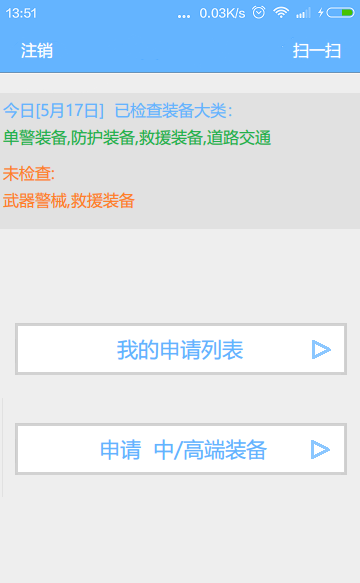 13:51 ... 0.03K/s
注销 扫一扫
今日[5月17日] 已检查装备大类：
单警装备,防护装备,救援装备,道路交通
未检查:
武器警械,救援装备
我的申请列表
申请 中/高端装备